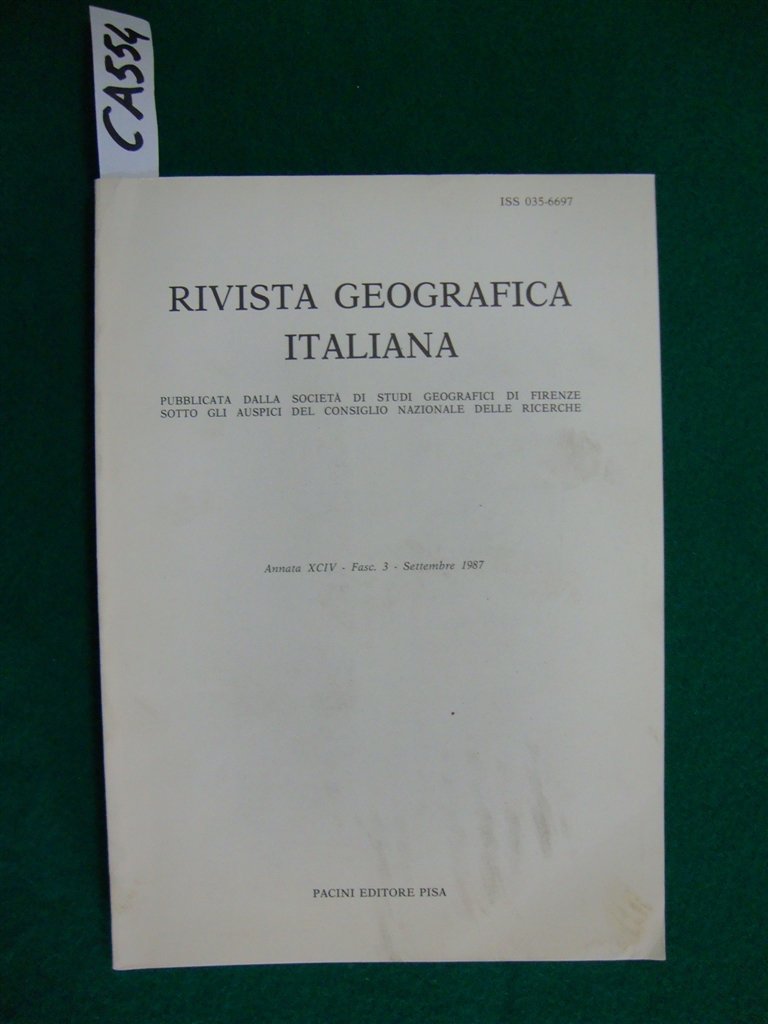 CA554
ISS 035-6697
RIVISTA GEOGRAFICA
ITALIANA
PUBBLICATA DALLA SOCIETÀ DI STUDI GEOGRAFICI DI FIRENZE
SOTTO GLI AUSPICI DEL CONSIGLIO NAZIONALE DELLE RICERCHE
Annata XCIV - Fasc. 3 - Settembre 1987
PACINI EDITORE PISA